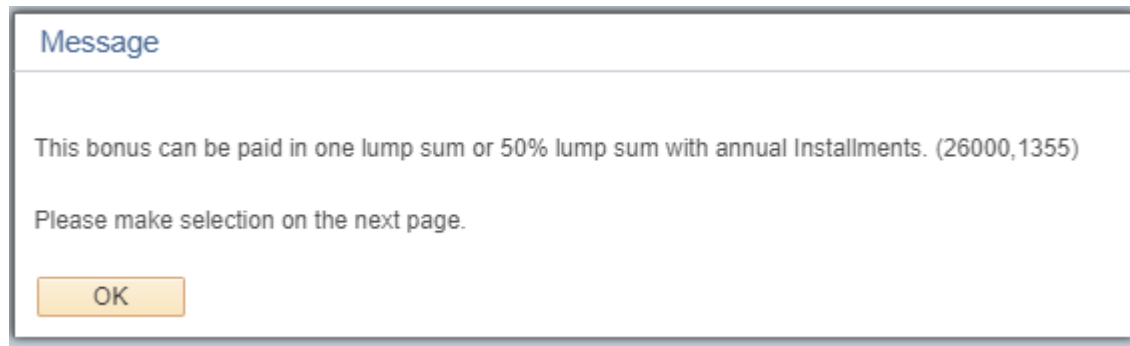 Message
This bonus can be paid in one lump sum or 50% lump sum with annual Installments. (26000,1355)
Please make selection on the next page.
OK